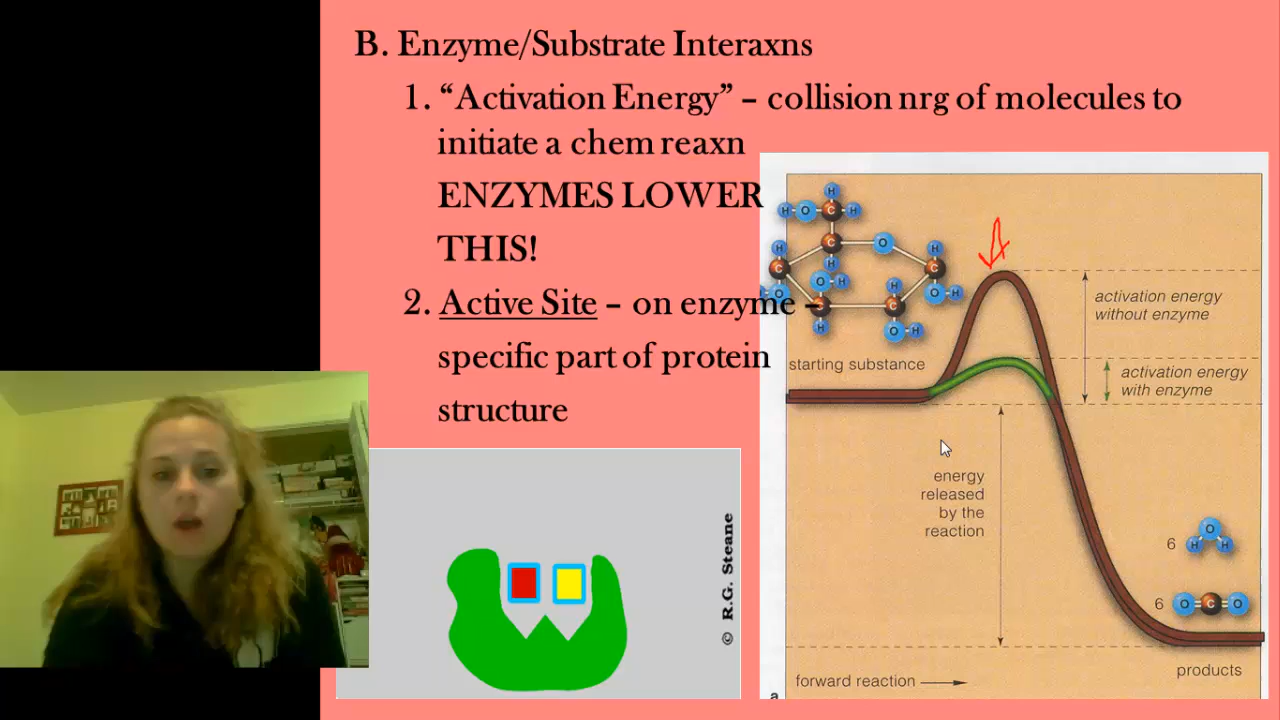 B. Enzyme/Substrate Interaxns
1. “Activation Energy” – collision nrg of molecules to
initiate a chem reaxn
ENZYMES LOWER
THIS!
2. Active Site – on enzyme –
specific part of protein
structure
© R.G. Steane
H O C H
H
C O
H H
C H C
O H H O H
C C
H H
O H
starting substance
activation energy
without enzyme
activation energy
with enzyme
energy
released
by the
reaction
6 H O H
6 O C O
products
forward reaction
a